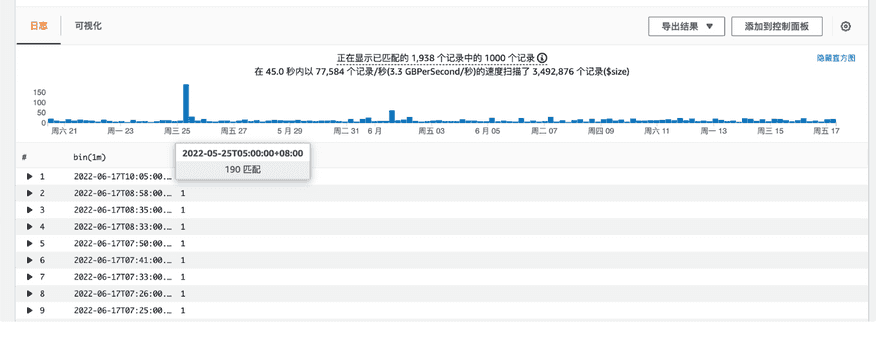 日志 可视化 导出结果 ▼ 添加到控制面板
正在显示已匹配的 1,938 个记录中的 1000 个记录
隐藏直方图
在 45.0 秒内以 77,584 个记录/秒(3.3 GBPerSecond/秒)的速度扫描了 3,492,876 个记录($size)
150
100
50
0
周六 21 周一 23 周三 25 周五 27 5 月 29 周二 31 6 月 周五 03 6 月 05 周二 07 周四 09 周六 11 周一 13 周三 15 周五 17
2022-05-25T05:00:00+08:00
190 匹配
# bin(1m)
1 2022-06-17T10:05:00....
2 2022-06-17T08:58:00.... 1
3 2022-06-17T08:35:00.... 1
4 2022-06-17T08:33:00.... 1
5 2022-06-17T07:50:00.... 1
6 2022-06-17T07:41:00.... 1
7 2022-06-17T07:33:00.... 1
8 2022-06-17T07:26:00.... 1
9 2022-06-17T07:25:00.... 1